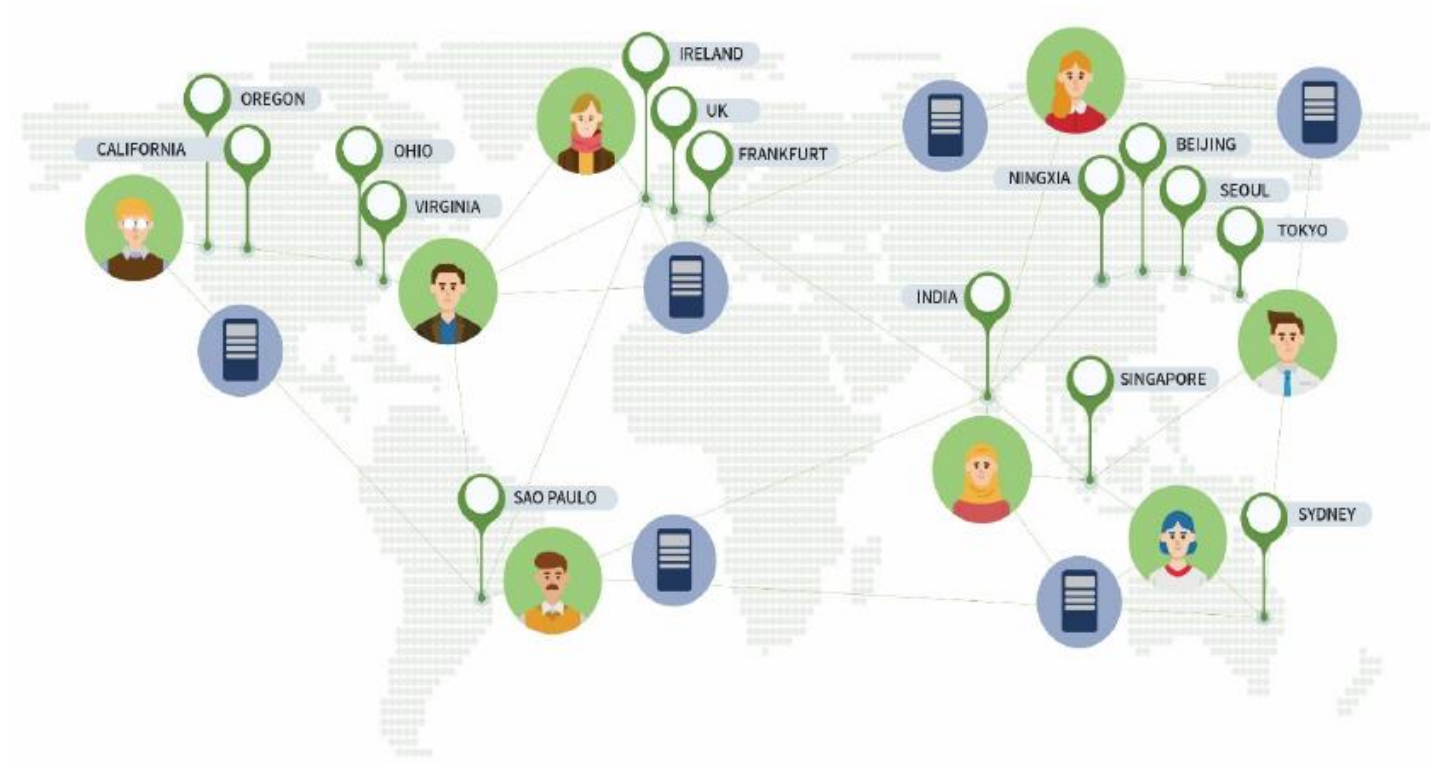 IRELAND
OREGON
UK
CALIFORNIA
OHIO
FRANKFURT
BEIJING
NINGXIA
SEOUL
VIRGINIA
TOKYO
INDIA
SINGAPORE
SAO PAULO
SYDNEY